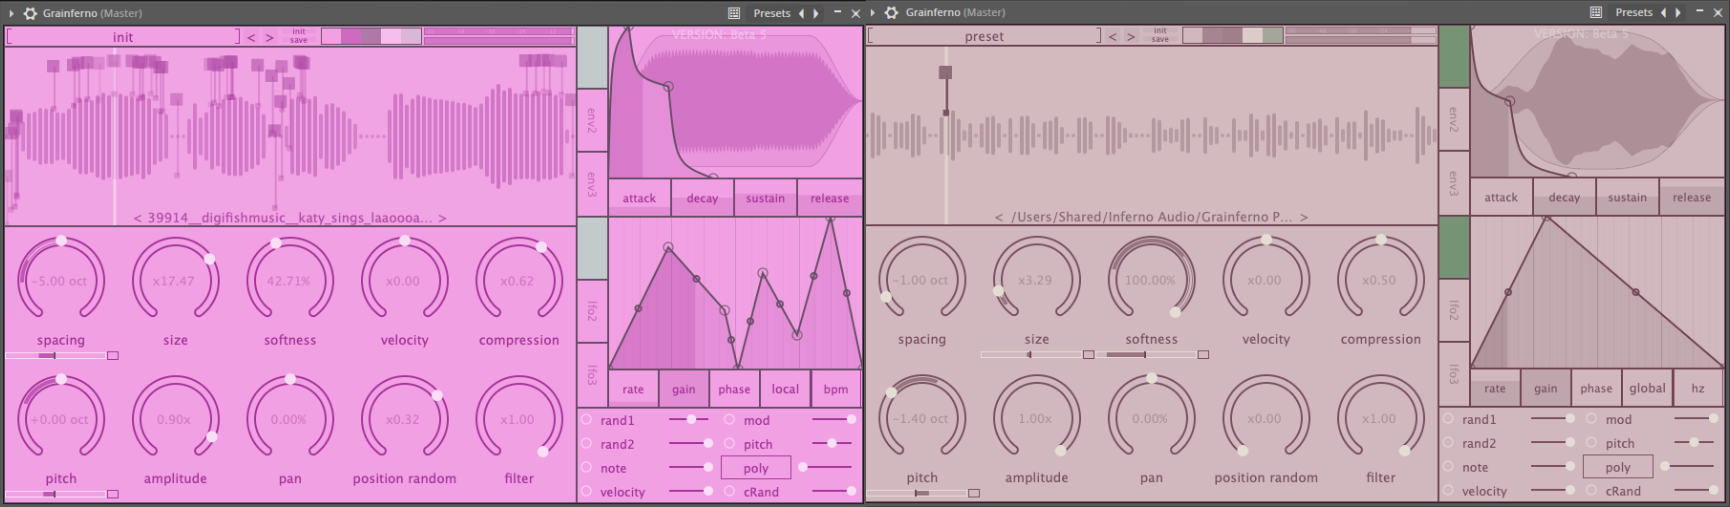 Grainferno (Master)
Presets
init
< >
init
save
VERSION: Beta 5
env2
env3
attack
decay
sustain
release
< 39914__digifishmusic__katy_sings_laaoooa... >
-5.00 oct
x17.47
42.71%
x0.00
x0.62
spacing
size
softness
velocity
compression
lfo2
lfo3
rate
gain
phase
local
bpm
+0.00 oct
0.90x
0.00%
x0.32
x1.00
pitch
amplitude
pan
position random
filter
rand1
mod
rand2
pitch
note
poly
velocity
cRand
Grainferno (Master)
Presets
preset
< >
init
save
VERSION: Beta 5
env2
env3
attack
decay
sustain
release
< /Users/Shared/Inferno Audio/Grainferno P... >
-1.00 oct
x3.29
100.00%
x0.00
x0.50
spacing
size
softness
velocity
compression
lfo2
lfo3
rate
gain
phase
global
hz
-1.40 oct
1.00x
0.00%
x0.00
x1.00
pitch
amplitude
pan
position random
filter
rand1
mod
rand2
pitch
note
poly
velocity
cRand